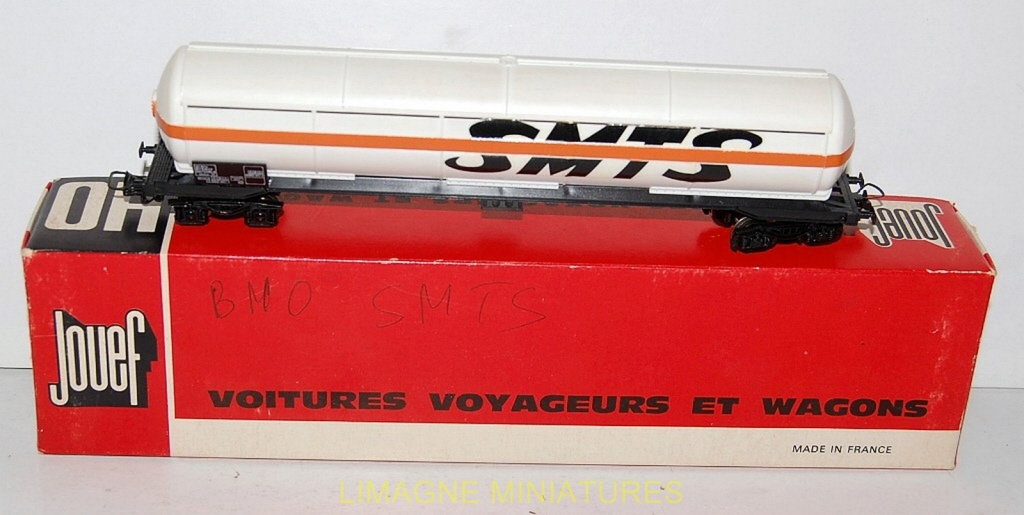 SMTS
HO
Jouef
BMO SMTS
Jouef
VOITURES VOYAGEURS ET WAGONS
MADE IN FRANCE
LIMAGNE MINIATURES